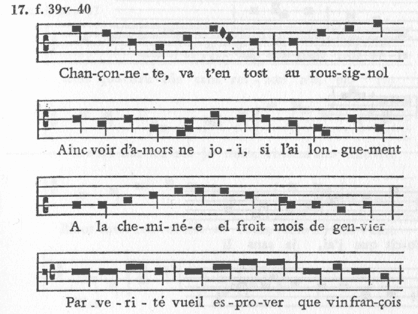 17. f. 39v–40
Chan-çon-ne-te, va t'en tost au rous-sig-nol
Ainc voir d'a-mors ne jo-ï, si l'ai lon-gue-ment
A la che-mi-né-e el froit mois de gen-vier
Par ve-ri-té vueil es-pro-ver que vin fran-çois